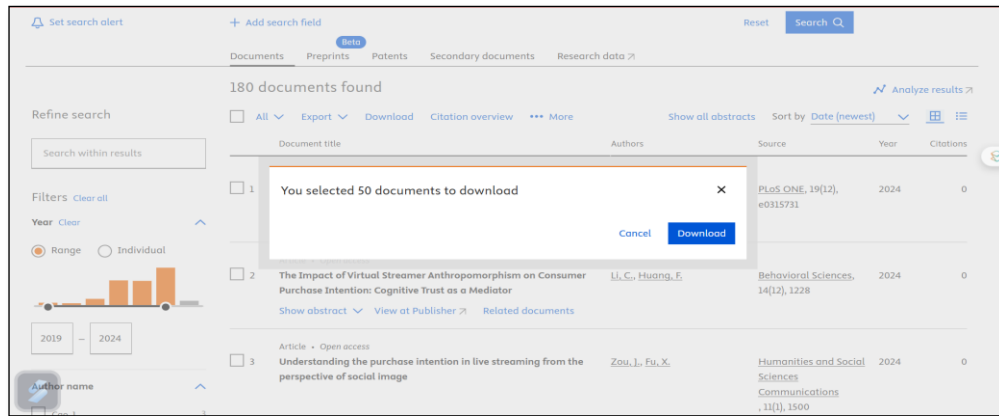 Set search alert
+ Add search field
Reset
Search
Beta
Documents Preprints Patents Secondary documents Research data
180 documents found
Analyze results
Refine search
All Export Download Citation overview ••• More
Show all abstracts Sort by Date (newest)
Document title Authors Source Year Citations
Search within results
You selected 50 documents to download
Cancel Download
1
PLoS ONE, 19(12),
e0315731
2024
0
Filters Clear all
Year Clear
Range Individual
2019 – 2024
2
The Impact of Virtual Streamer Anthropomorphism on Consumer
Purchase Intention: Cognitive Trust as a Mediator
Li, C., Huang, F.
Behavioral Sciences,
14(12), 1228
2024
0
Show abstract View at Publisher Related documents
Article • Open access
3
Understanding the purchase intention in live streaming from the
perspective of social image
Zou, J., Fu, X.
Humanities and Social
Sciences
Communications
, 11(1), 1500
2024
0
Author name